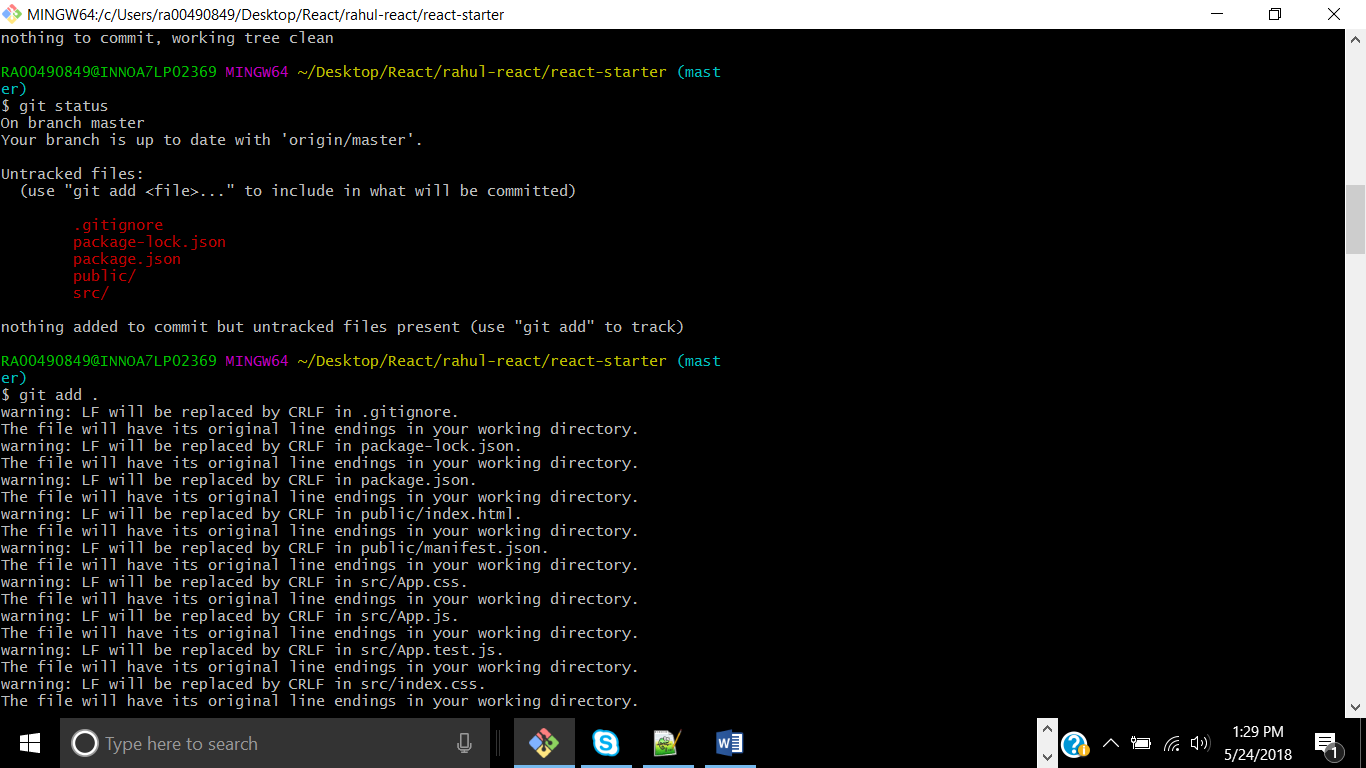 MINGW64:/c/Users/ra00490849/Desktop/React/rahul-react/react-starter
nothing to commit, working tree clean
RA00490849@INNOA7LP02369 MINGW64 ~/Desktop/React/rahul-react/react-starter (mast
er)
$ git status
On branch master
Your branch is up to date with 'origin/master'.
Untracked files:
(use "git add <file>..." to include in what will be committed)
.gitignore
package-lock.json
package.json
public/
src/
nothing added to commit but untracked files present (use "git add" to track)
RA00490849@INNOA7LP02369 MINGW64 ~/Desktop/React/rahul-react/react-starter (mast
er)
$ git add .
warning: LF will be replaced by CRLF in .gitignore.
The file will have its original line endings in your working directory.
warning: LF will be replaced by CRLF in package-lock.json.
The file will have its original line endings in your working directory.
warning: LF will be replaced by CRLF in package.json.
The file will have its original line endings in your working directory.
warning: LF will be replaced by CRLF in public/index.html.
The file will have its original line endings in your working directory.
warning: LF will be replaced by CRLF in public/manifest.json.
The file will have its original line endings in your working directory.
warning: LF will be replaced by CRLF in src/App.css.
The file will have its original line endings in your working directory.
warning: LF will be replaced by CRLF in src/App.js.
The file will have its original line endings in your working directory.
warning: LF will be replaced by CRLF in src/App.test.js.
The file will have its original line endings in your working directory.
warning: LF will be replaced by CRLF in src/index.css.
The file will have its original line endings in your working directory.
Type here to search
1:29 PM
5/24/2018
1